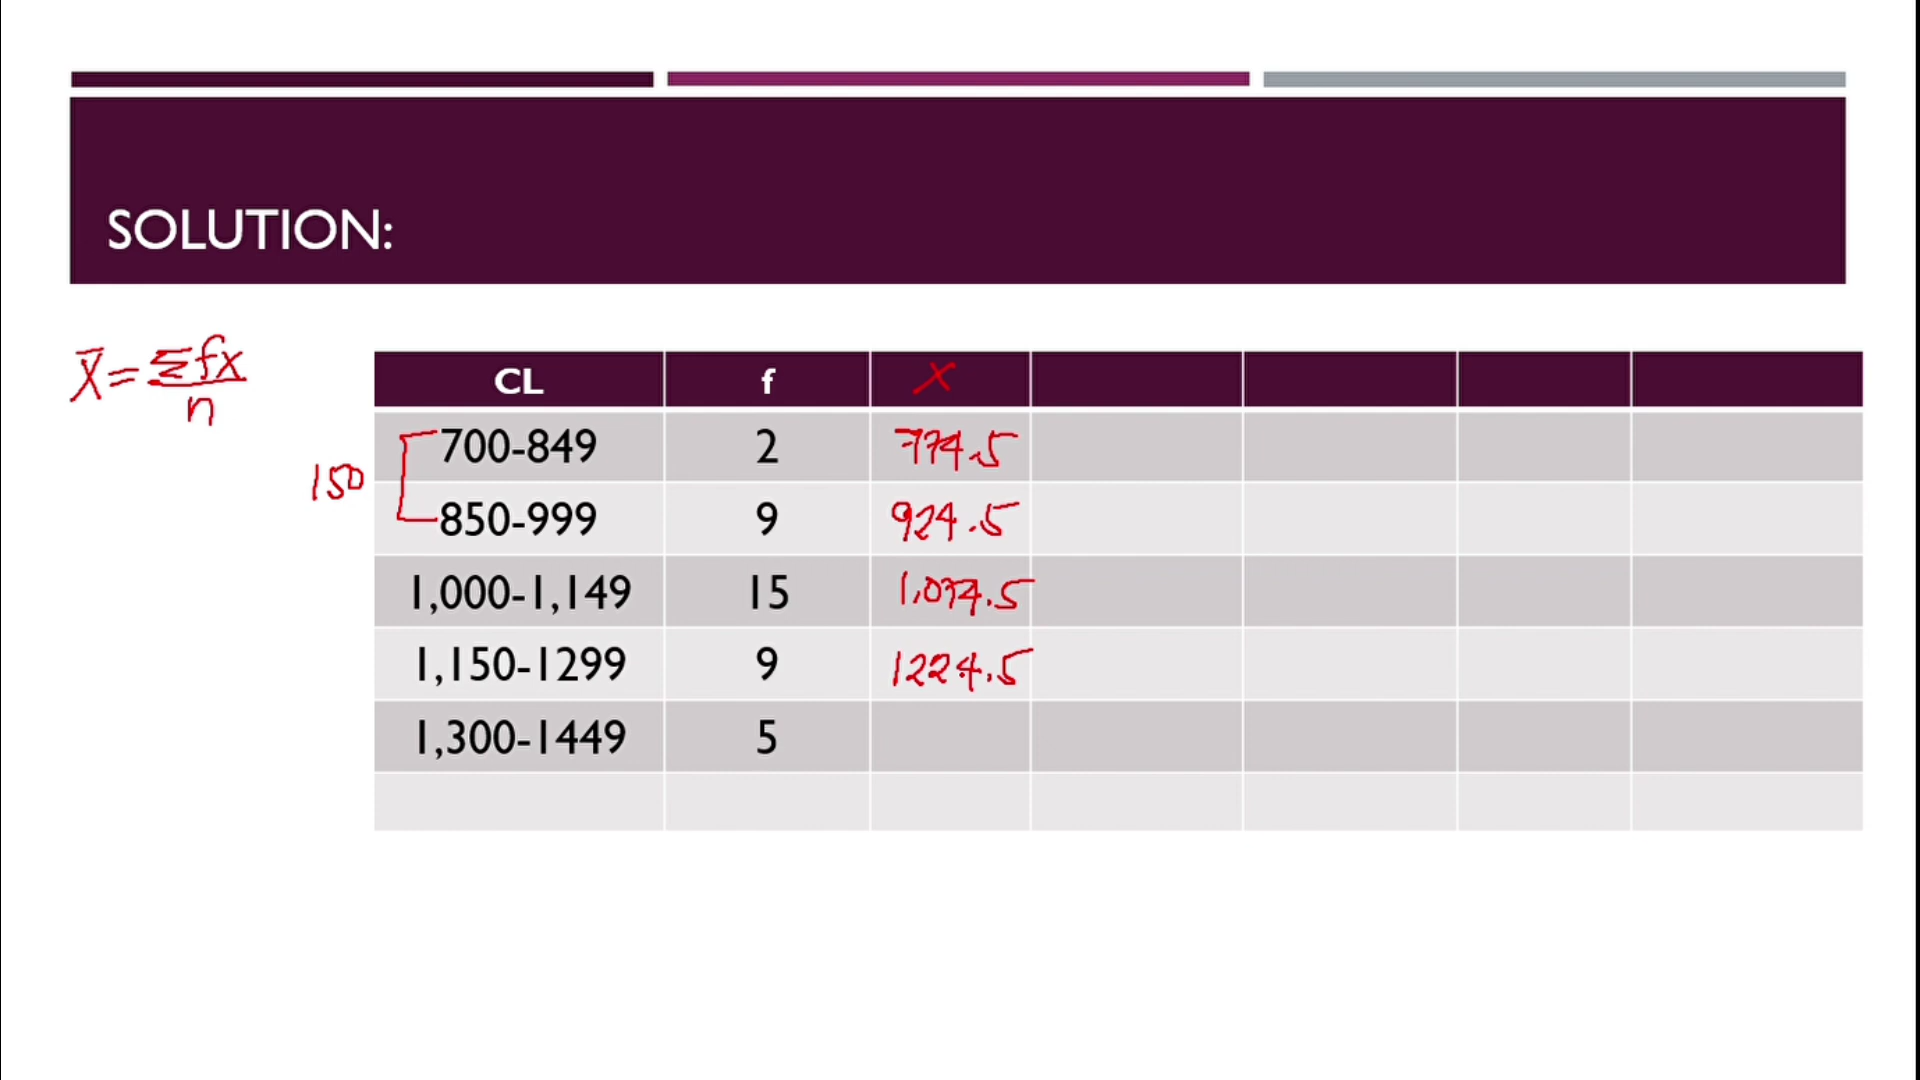 SOLUTION:
X̄ = Σfx / n
CL f X
700-849 2 774.5
150
850-999 9 924.5
1,000-1,149 15 1,074.5
1,150-1299 9 1224.5
1,300-1449 5